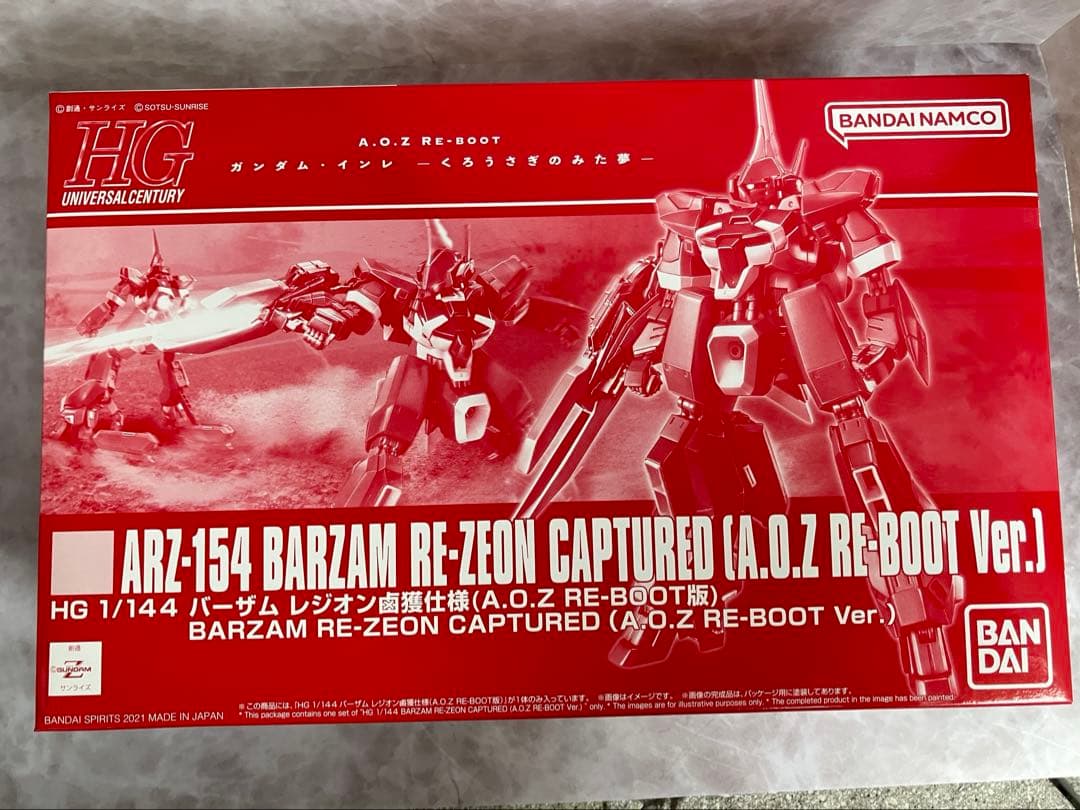 ©創通・サンライズ ©SOTSU・SUNRISE
HG
UNIVERSAL CENTURY
A.O.Z RE-BOOT
ガンダム・インレ ―くろうさぎのみた夢―
BANDAI NAMCO
ARZ-154 BARZAM RE-ZEON CAPTURED (A.O.Z RE-BOOT Ver.)
HG 1/144 バーザム レジオン鹵獲仕様(A.O.Z RE-BOOT版)
BARZAM RE-ZEON CAPTURED (A.O.Z RE-BOOT Ver.)
BAN
DAI
創通
Z
GUNDAM
サンライズ
※この商品には、「HG 1/144 バーザム レジオン鹵獲仕様(A.O.Z RE-BOOT版)」が1体のみ入っています。 ※画像はイメージです。 ※画像の完成品は、パッケージ用に塗装してあります。
* This package contains one set of "HG 1/144 BARZAM RE-ZEON CAPTURED (A.O.Z RE-BOOT Ver.)" only. * The images are for illustrative purposes only. * The completed product in the image has been painted.
BANDAI SPIRITS 2021 MADE IN JAPAN